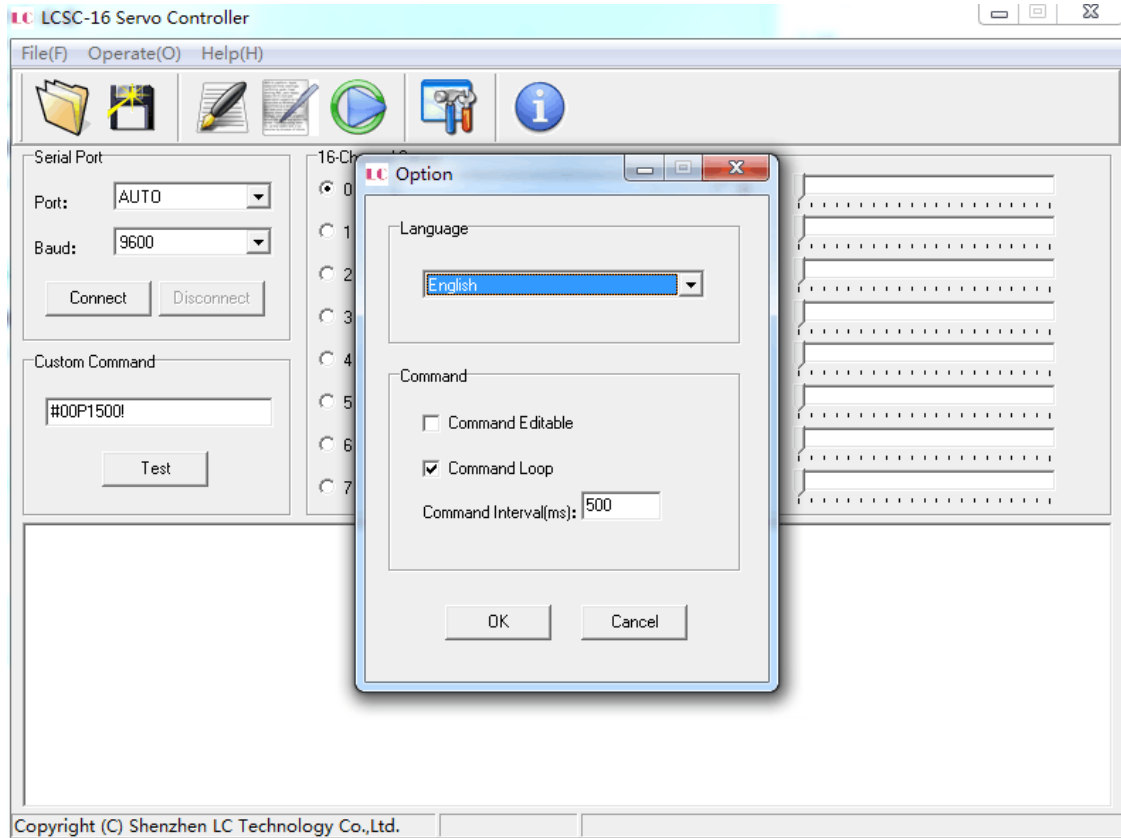 LC LCSC-16 Servo Controller
File(F) Operate(O) Help(H)
Serial Port
Port: AUTO
Baud: 9600
Connect Disconnect
Custom Command
#00P1500!
Test
0
1
2
3
4
5
6
7
LC Option
Language
English
Command
Command Editable
Command Loop
Command Interval(ms): 500
OK Cancel
Copyright (C) Shenzhen LC Technology Co.,Ltd.